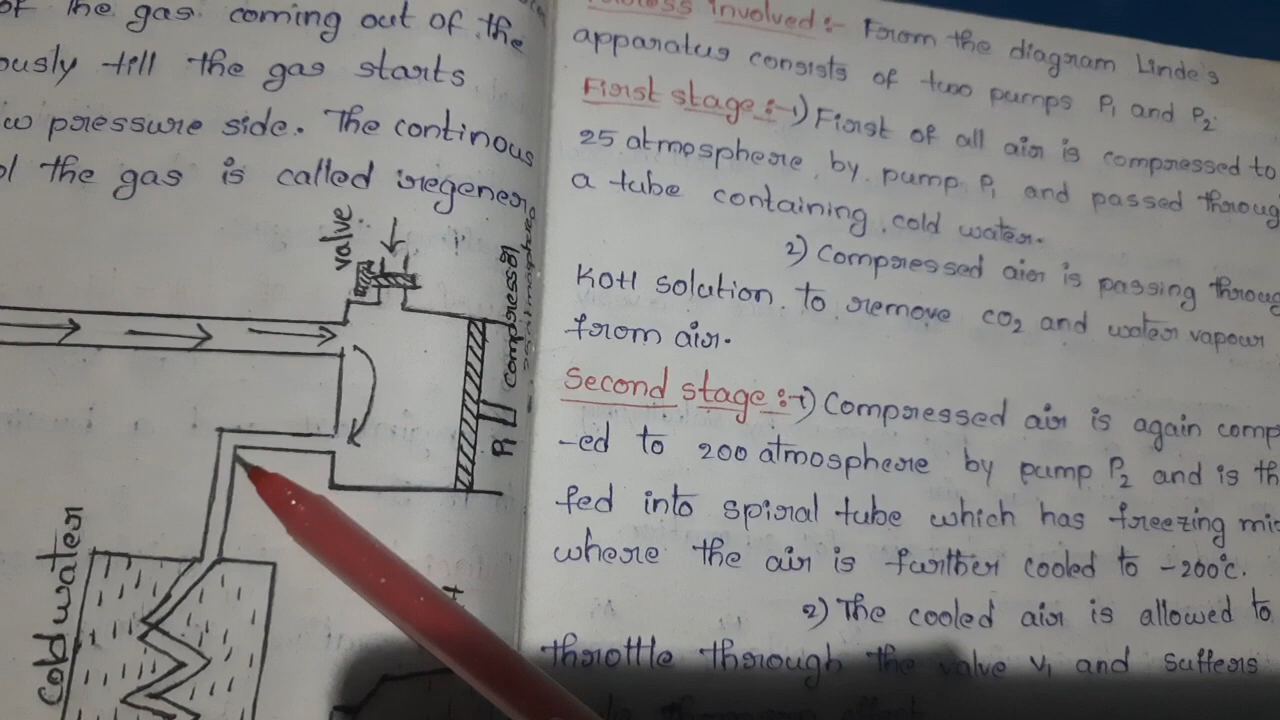 of the gas coming out of the
ously till the gas starts
w pressure side. The continous
the gas is called regener
valve
P1 compressor
cold water
involved :- From the diagram Linde's
apparatus consists of two pumps P1 and P2.
First stage :- 1) First of all air is compressed to
25 atmosphere by pump P1 and passed throug
a tube containing cold water.
2) Compressed air is passing throug
KOH solution to remove CO2 and water vapour
from air.
Second stage :- 1) Compressed air is again comp
-ed to 200 atmosphere by pump P2 and is th
fed into spiral tube which has freezing mi
where the air is further cooled to -200°c.
2) The cooled air is allowed to
throttle through the valve V1 and suffers